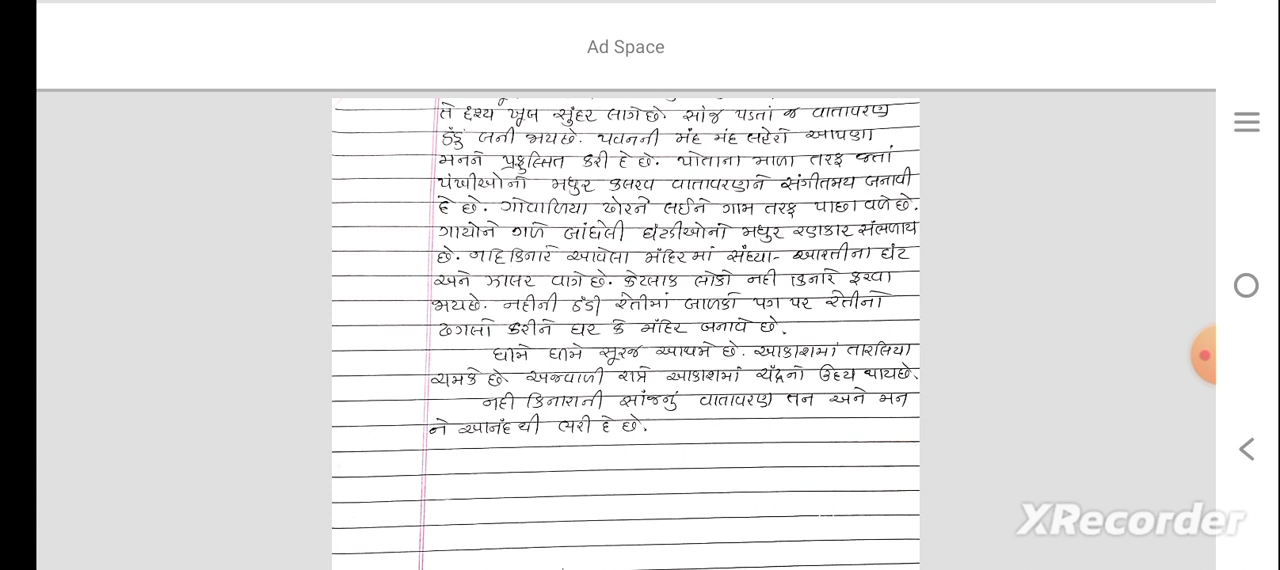 Ad Space
તે દૃશ્ય ખૂબ સુંદર લાગે છે. સાંજ પડતાં જ વાતાવરણ
ઠંડું બની જાય છે. પવનની મંદ મંદ લહેરો આપણા
મનને પ્રફુલ્લિત કરી દે છે. પોતાના માળા તરફ જતાં
પંખીઓનો મધુર કલરવ વાતાવરણને સંગીતમય બનાવી
દે છે. ગોવાળિયા ઢોરને લઈને ગામ તરફ પાછા વળે છે.
ગાયોને ગળે બાંધેલી ઘંટડીઓનો મધુર રણકાર સંભળાય
છે. નદિ કિનારે આવેલા મંદિરમાં સંધ્યા-આરતીના ઘંટ
અને ઝાલર વાગે છે. કેટલાક લોકો નદી કિનારે ફરવા
જાય છે. નદીની ઠંડી રેતીમાં બાળકો પગ પર રેતીનો
ઢગલો કરીને ઘર કે મંદિર બનાવે છે.
ધીમે ધીમે સૂરજ આથમે છે. આકાશમાં તારલિયા
ચમકે છે. અજવાળી રાત્રે આકાશમાં ચંદ્રનો ઉદય થાય છે.
નદી કિનારાની સાંજનું વાતાવરણ તન અને મન
ને આનંદથી ભરી દે છે.
XRecorder